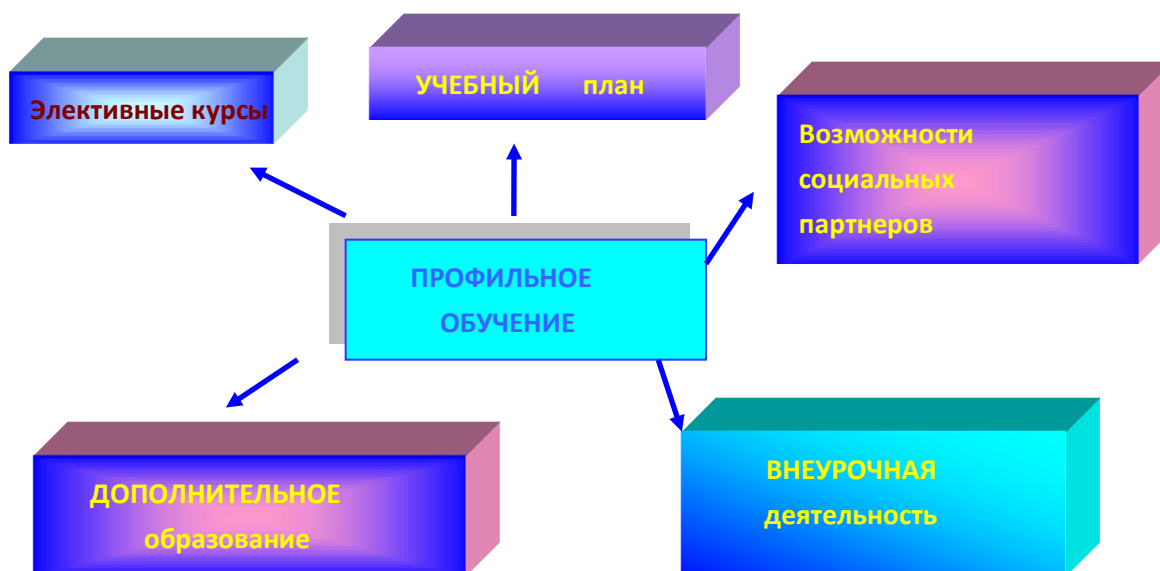 УЧЕБНЫЙ план
Элективные курсы
Возможности
социальных
партнеров
ПРОФИЛЬНОЕ
ОБУЧЕНИЕ
ДОПОЛНИТЕЛЬНОЕ
образование
ВНЕУРОЧНАЯ
деятельность